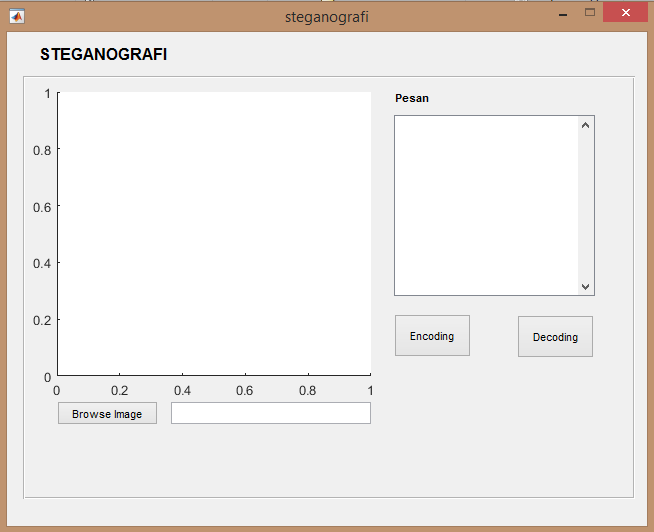 steganografi
STEGANOGRAFI
1
0.8
0.6
0.4
0.2
0
0 0.2 0.4 0.6 0.8 1
Browse Image
Pesan
Encoding Decoding